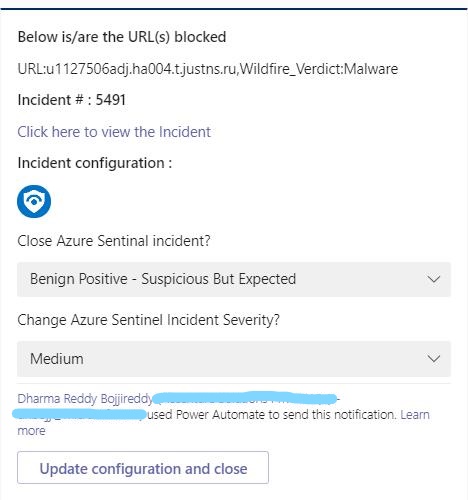 Below is/are the URL(s) blocked
URL:u1127506adj.ha004.t.justns.ru,Wildfire_Verdict:Malware
Incident # : 5491
Click here to view the Incident
Incident configuration :
Close Azure Sentinal incident?
Benign Positive - Suspicious But Expected
Change Azure Sentinel Incident Severity?
Medium
Dharma Reddy Bojjireddy
used Power Automate to send this notification. Learn
more
Update configuration and close